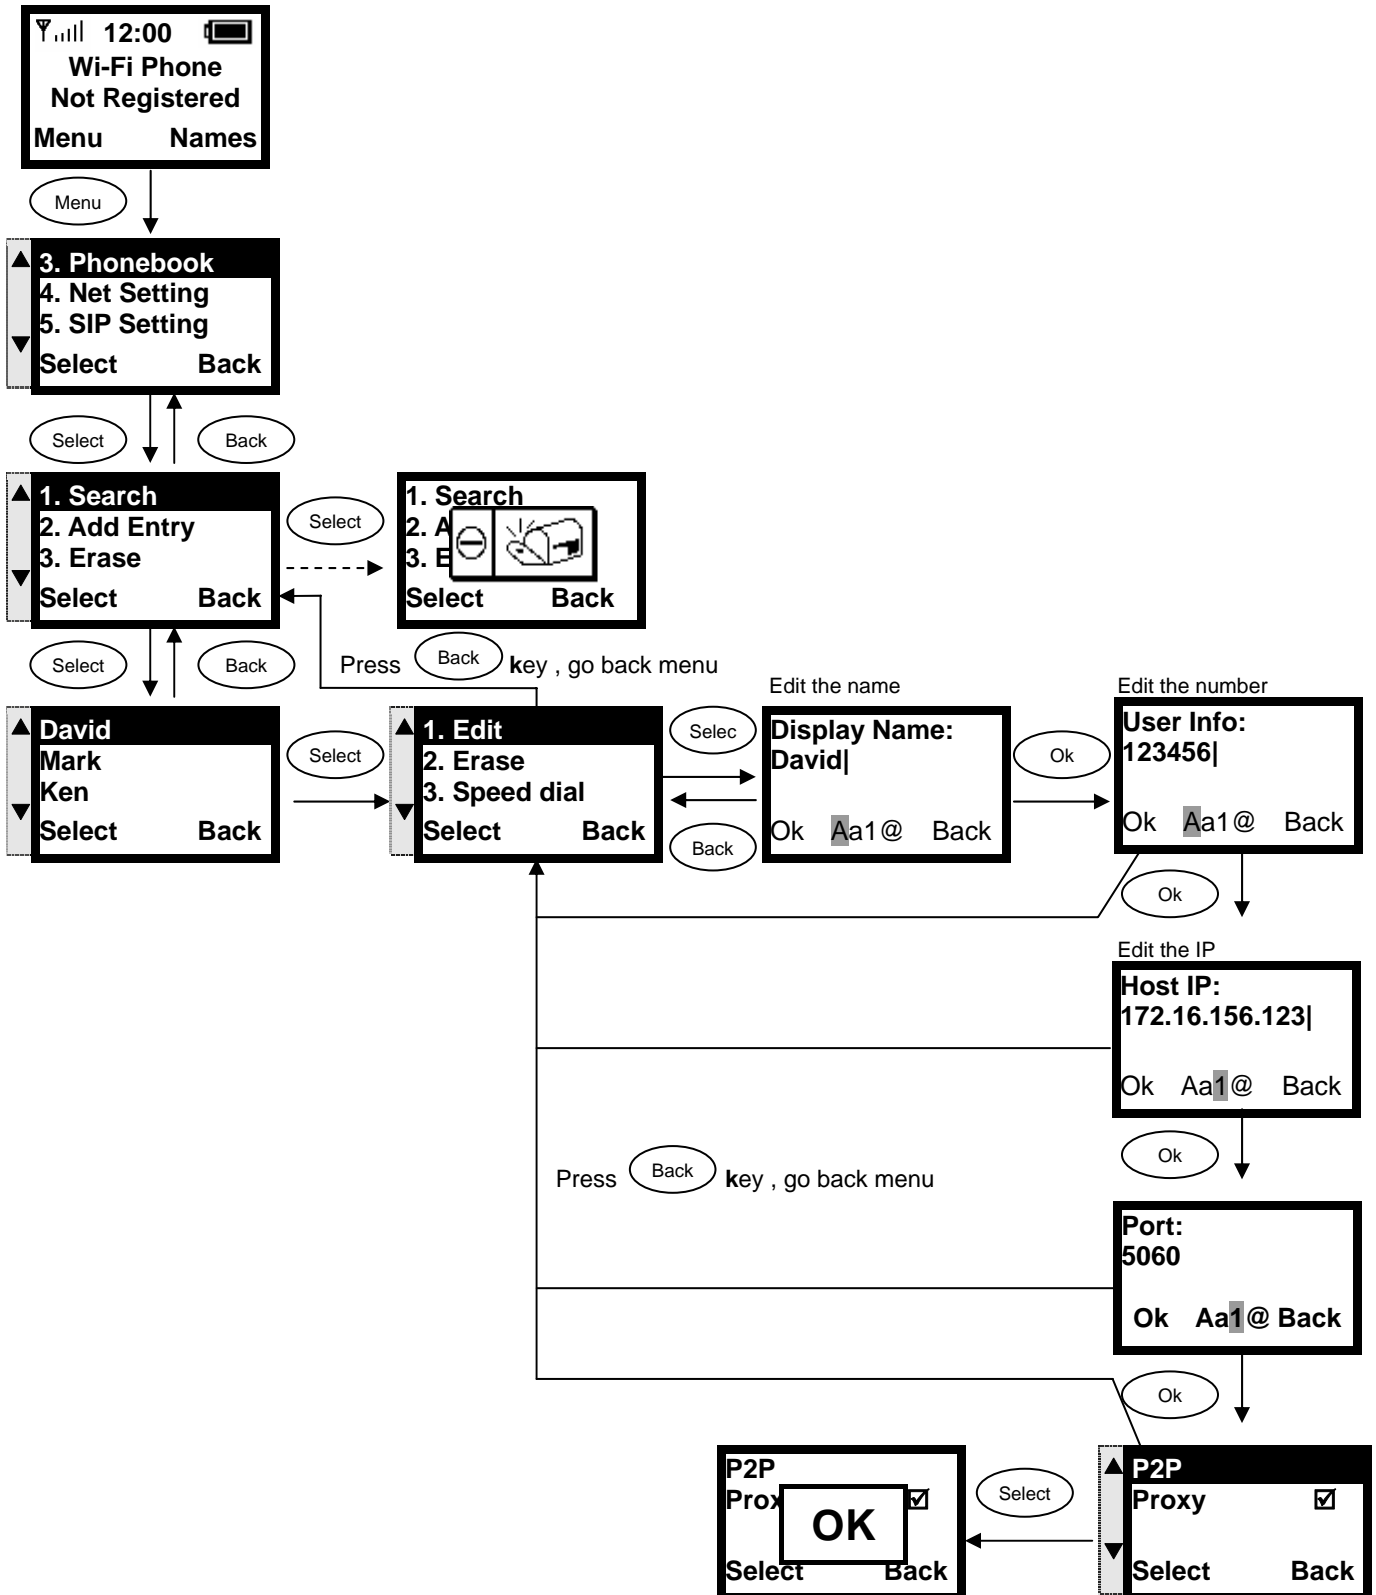 12:00
Wi-Fi Phone
Not Registered
Menu Names
Menu
3. Phonebook
4. Net Setting
5. SIP Setting
Select Back
Select Back
1. Search
2. Add Entry
3. Erase
Select Back
Select
1. Search
2. A
3. E
Select Back
Select Back
Press Back key , go back menu
David
Mark
Ken
Select Back
Select
1. Edit
2. Erase
3. Speed dial
Select Back
Selec
Back
Edit the name
Display Name:
David|
Ok Aa1@ Back
Ok
Edit the number
User Info:
123456|
Ok Aa1@ Back
Ok
Edit the IP
Host IP:
172.16.156.123|
Ok Aa1@ Back
Ok
Press Back key , go back menu
Port:
5060
Ok Aa1@ Back
Ok
P2P
Proxy
Select Back
Select
P2P
Prox
OK
Select Back